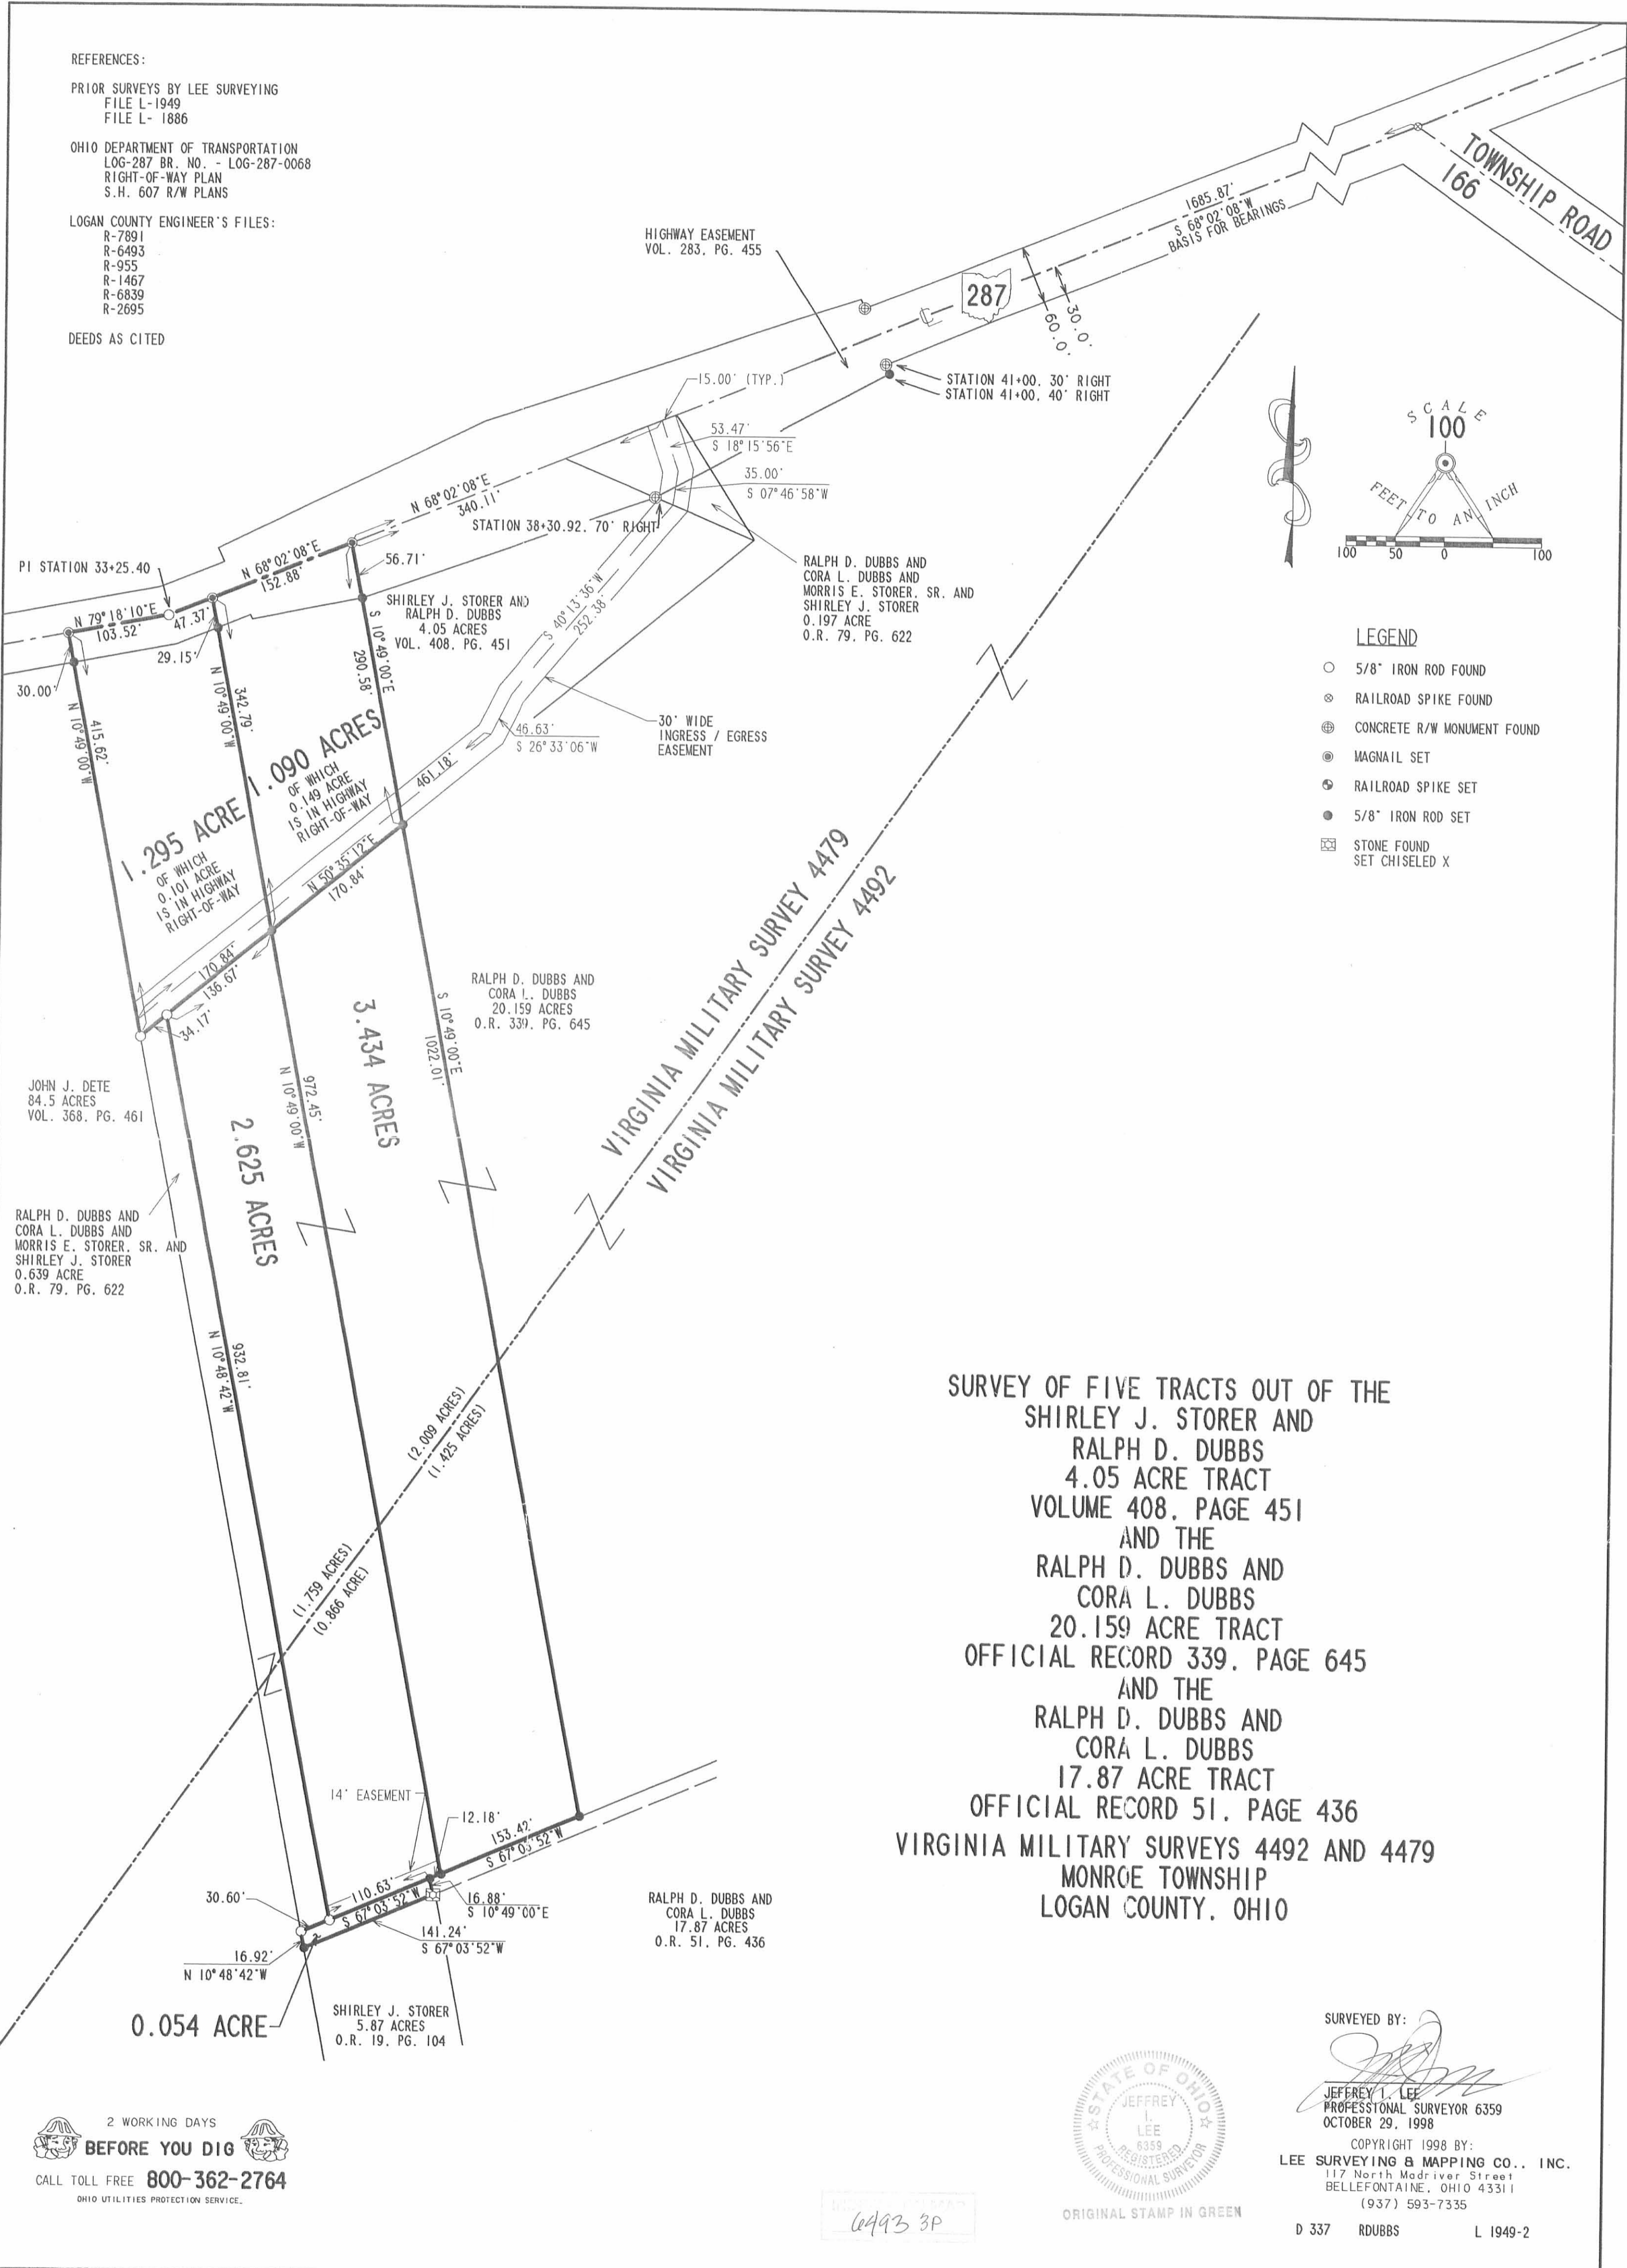 REFERENCES:
PRIOR SURVEYS BY LEE SURVEYING
FILE L-1949
FILE L- 1886
OHIO DEPARTMENT OF TRANSPORTATION
LOG-287 BR. NO. - LOG-287-0068
RIGHT-OF-WAY PLAN
S.H. 607 R/W PLANS
LOGAN COUNTY ENGINEER'S FILES:
R-7891
R-6493
R-955
R-1467
R-6839
R-2695
DEEDS AS CITED
HIGHWAY EASEMENT
VOL. 283, PG. 455
1685.87'
S 68°02'08"W
BASIS FOR BEARINGS
TOWNSHIP ROAD
166
287
30.0'
60.0'
STATION 41+00, 30' RIGHT
STATION 41+00, 40' RIGHT
15.00' (TYP.)
53.47'
S 18°15'56"E
35.00'
S 07°46'58"W
N 68°02'08"E
340.11'
STATION 38+30.92, 70' RIGHT
PI STATION 33+25.40
N 68°02'08"E
152.88'
56.71'
N 79°18'10"E
103.52'
47.37'
29.15'
30.00'
SHIRLEY J. STORER AND
RALPH D. DUBBS
4.05 ACRES
VOL. 408, PG. 451
RALPH D. DUBBS AND
CORA L. DUBBS AND
MORRIS E. STORER, SR. AND
SHIRLEY J. STORER
0.197 ACRE
O.R. 79, PG. 622
S 40°13'36"W
252.38'
S 10°49'00"E
290.58'
342.79'
N 10°49'00"W
415.62'
N 10°49'00"W
30' WIDE
INGRESS / EGRESS
EASEMENT
46.63'
S 26°33'06"W
461.18'
1.090 ACRES
OF WHICH
0.149 ACRE
IS IN HIGHWAY
RIGHT-OF-WAY
1.295 ACRE
OF WHICH
0.101 ACRE
IS IN HIGHWAY
RIGHT-OF-WAY
N 50°35'12"E
170.84'
170.84'
136.67'
34.17'
SCALE
100
FEET TO AN INCH
100 50 0 100
LEGEND
5/8" IRON ROD FOUND
RAILROAD SPIKE FOUND
CONCRETE R/W MONUMENT FOUND
MAGNAIL SET
RAILROAD SPIKE SET
5/8" IRON ROD SET
STONE FOUND
SET CHISELED X
VIRGINIA MILITARY SURVEY 4479
VIRGINIA MILITARY SURVEY 4492
RALPH D. DUBBS AND
CORA L. DUBBS
20.159 ACRES
O.R. 339, PG. 645
S 10°49'00"E
1022.01'
3.434 ACRES
972.45'
N 10°49'00"W
2.625 ACRES
JOHN J. DETE
84.5 ACRES
VOL. 368, PG. 461
RALPH D. DUBBS AND
CORA L. DUBBS AND
MORRIS E. STORER, SR. AND
SHIRLEY J. STORER
0.639 ACRE
O.R. 79, PG. 622
932.81'
N 10°48'42"W
(2.009 ACRES)
(1.425 ACRES)
(1.759 ACRES)
(0.866 ACRE)
SURVEY OF FIVE TRACTS OUT OF THE
SHIRLEY J. STORER AND
RALPH D. DUBBS
4.05 ACRE TRACT
VOLUME 408, PAGE 451
AND THE
RALPH D. DUBBS AND
CORA L. DUBBS
20.159 ACRE TRACT
OFFICIAL RECORD 339, PAGE 645
AND THE
RALPH D. DUBBS AND
CORA L. DUBBS
17.87 ACRE TRACT
OFFICIAL RECORD 51, PAGE 436
VIRGINIA MILITARY SURVEYS 4492 AND 4479
MONROE TOWNSHIP
LOGAN COUNTY, OHIO
14' EASEMENT
12.18'
153.42'
S 67°03'52"W
30.60'
110.63'
S 67°03'52"W
16.88'
S 10°49'00"E
141.24'
S 67°03'52"W
16.92'
N 10°48'42"W
RALPH D. DUBBS AND
CORA L. DUBBS
17.87 ACRES
O.R. 51, PG. 436
0.054 ACRE
SHIRLEY J. STORER
5.87 ACRES
O.R. 19, PG. 104
2 WORKING DAYS
BEFORE YOU DIG
CALL TOLL FREE 800-362-2764
OHIO UTILITIES PROTECTION SERVICE.
6493 3P
STATE OF OHIO
JEFFREY
I.
LEE
6359
REGISTERED
PROFESSIONAL SURVEYOR
ORIGINAL STAMP IN GREEN
SURVEYED BY:
JEFFREY I. LEE
PROFESSIONAL SURVEYOR 6359
OCTOBER 29, 1998
COPYRIGHT 1998 BY:
LEE SURVEYING & MAPPING CO., INC.
117 North Madriver Street
BELLEFONTAINE, OHIO 43311
(937) 593-7335
D 337 RDUBBS L 1949-2